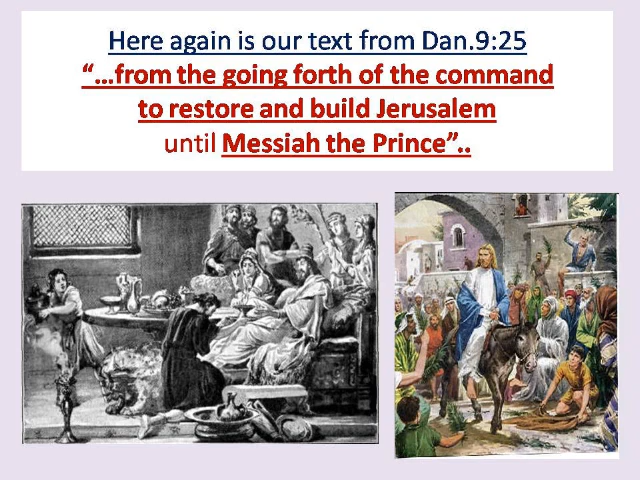 Here again is our text from Dan.9:25
“…from the going forth of the command
to restore and build Jerusalem
until Messiah the Prince”..